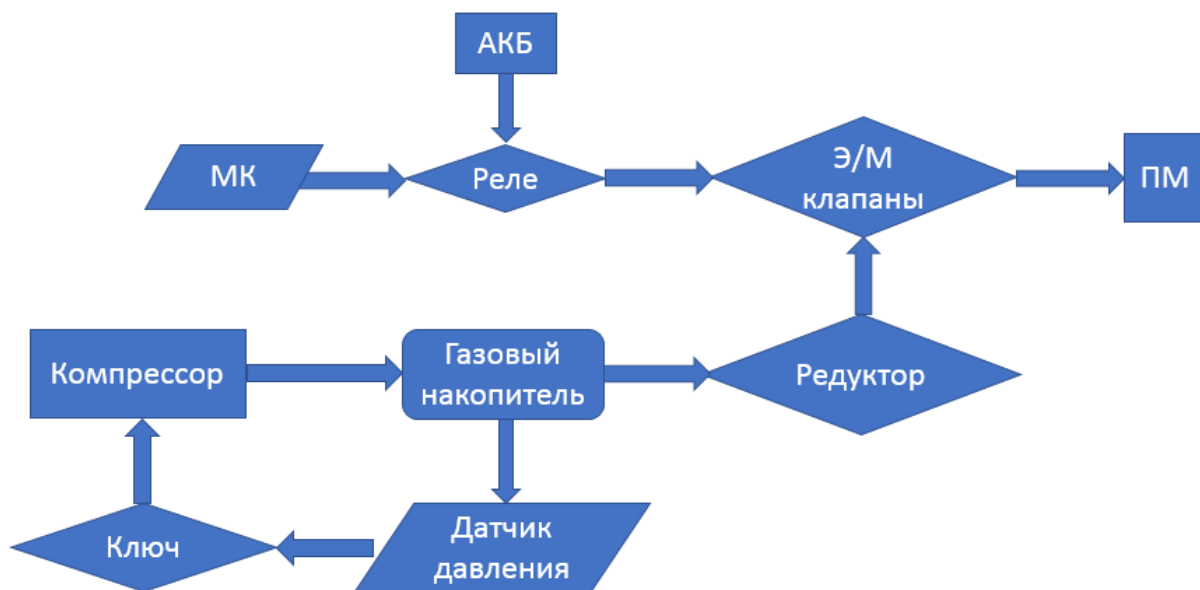 АКБ
МК
Реле
Э/М
клапаны
ПМ
Компрессор
Газовый
накопитель
Редуктор
Ключ
Датчик
давления